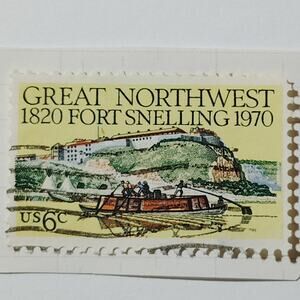 GREAT NORTHWEST
1820 FORT SNELLING 1970
US 6C